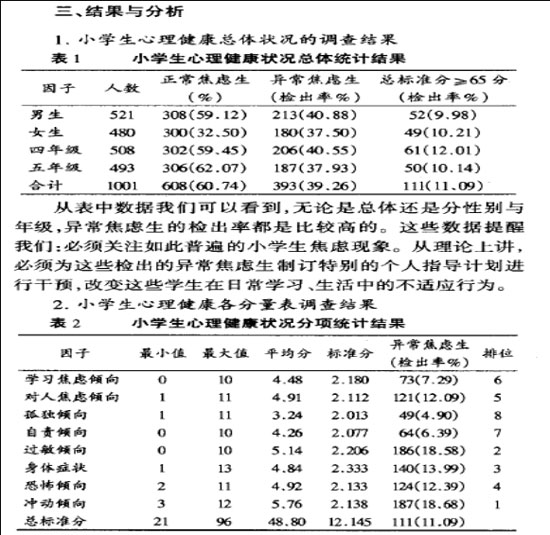 三、结果与分析
1. 小学生心理健康总体状况的调查结果
表1 小学生心理健康状况总体统计结果
因子 人数 正常焦虑生(%) 异常焦虑生(检出率%) 总标准分≥65分(检出率%)
男生 521 308(59.12) 213(40.88) 52(9.98)
女生 480 300(32.50) 180(37.50) 49(10.21)
四年级 508 302(59.45) 206(40.55) 61(12.01)
五年级 493 306(62.07) 187(37.93) 50(10.14)
合计 1001 608(60.74) 393(39.26) 111(11.09)
从表中数据我们可以看到,无论是总体还是分性别与
年级,异常焦虑生的检出率都是比较高的。这些数据提醒
我们:必须关注如此普遍的小学生焦虑现象。从理论上讲,
必须为这些检出的异常焦虑生制订特别的个人指导计划进
行干预,改变这些学生在日常学习、生活中的不适应行为。
2. 小学生心理健康各分量表调查结果
表2 小学生心理健康状况分项统计结果
因子 最小值 最大值 平均分 标准分 异常焦虑生(检出率%) 排位
学习焦虑倾向 0 10 4.48 2.180 73(7.29) 6
对人焦虑倾向 1 11 4.91 2.112 121(12.09) 5
孤独倾向 1 11 3.24 2.013 49(4.90) 8
自责倾向 0 10 4.26 2.077 64(6.39) 7
过敏倾向 0 10 5.14 2.206 186(18.58) 2
身体症状 1 13 4.84 2.333 140(13.99) 3
恐怖倾向 2 11 4.92 2.133 124(12.39) 4
冲动倾向 3 12 5.76 2.138 187(18.68) 1
总标准分 21 96 48.80 12.145 111(11.09)